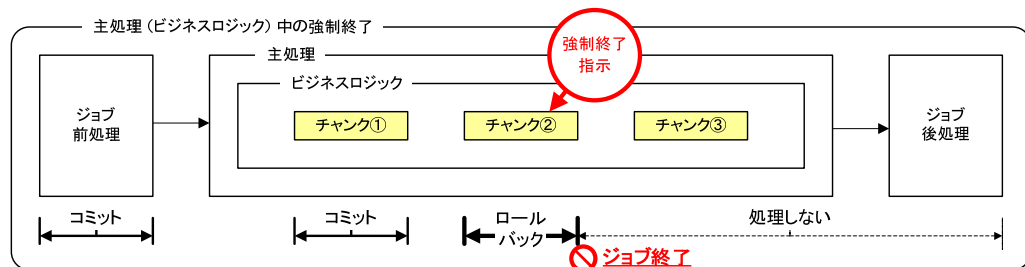 主処理（ビジネスロジック）中の強制終了
強制終了
指示
主処理
ビジネスロジック
ジョブ
前処理
チャンク①
チャンク②
チャンク③
ジョブ
後処理
コミット
コミット
ロール
バック
処理しない
ジョブ終了